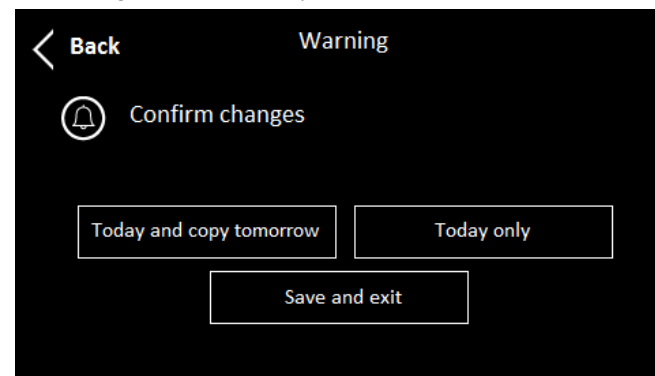 Back
Warning
Confirm changes
Today and copy tomorrow
Today only
Save and exit